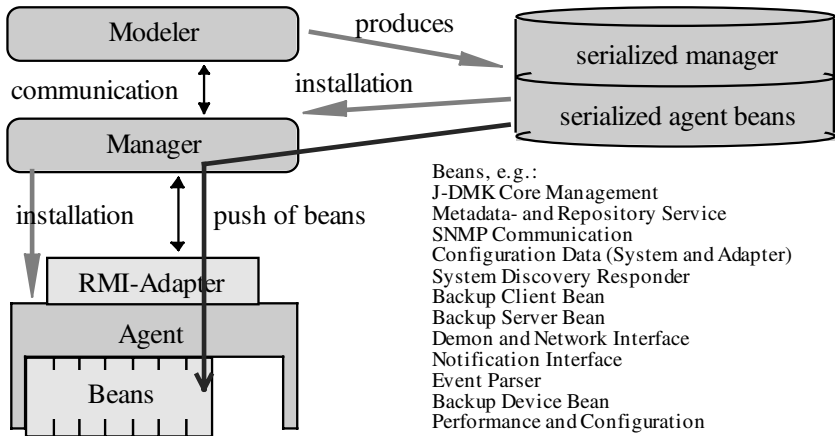 Modeler
produces
serialized manager
communication
installation
serialized agent beans
Manager
installation
push of beans
RMI-Adapter
Agent
Beans
Beans, e.g.:
J-DMK Core Management
Metadata- and Repository Service
SNMP Communication
Configuration Data (System and Adapter)
System Discovery Responder
Backup Client Bean
Backup Server Bean
Demon and Network Interface
Notification Interface
Event Parser
Backup Device Bean
Performance and Configuration